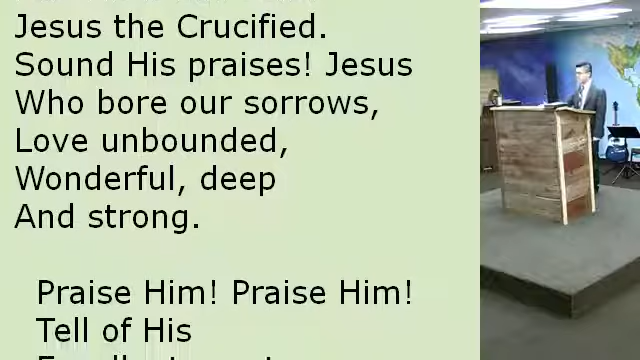 Jesus the Crucified.
Sound His praises! Jesus
Who bore our sorrows,
Love unbounded,
Wonderful, deep
And strong.
Praise Him! Praise Him!
Tell of His